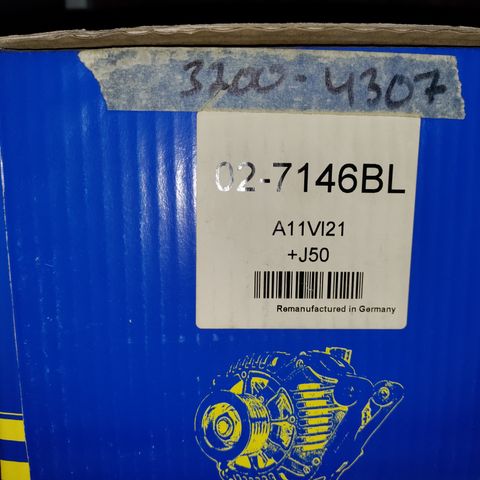 3200-4307
02-7146BL
A11VI21
+J50
Remanufactured in Germany